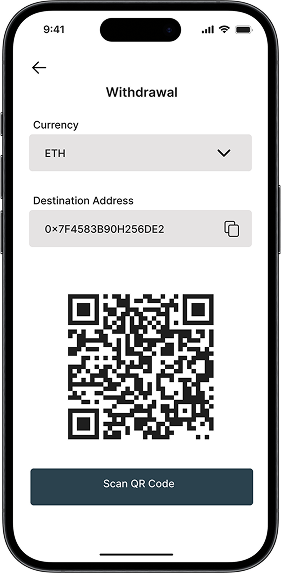 9:41
Withdrawal
Currency
ETH
Destination Address
0×7F4583B90H256DE2
Scan QR Code